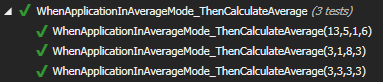 WhenApplicationInAverageMode_ThenCalculateAverage (3 tests)
WhenApplicationInAverageMode_ThenCalculateAverage(13,5,1,6)
WhenApplicationInAverageMode_ThenCalculateAverage(3,1,8,3)
WhenApplicationInAverageMode_ThenCalculateAverage(3,3,3,3)